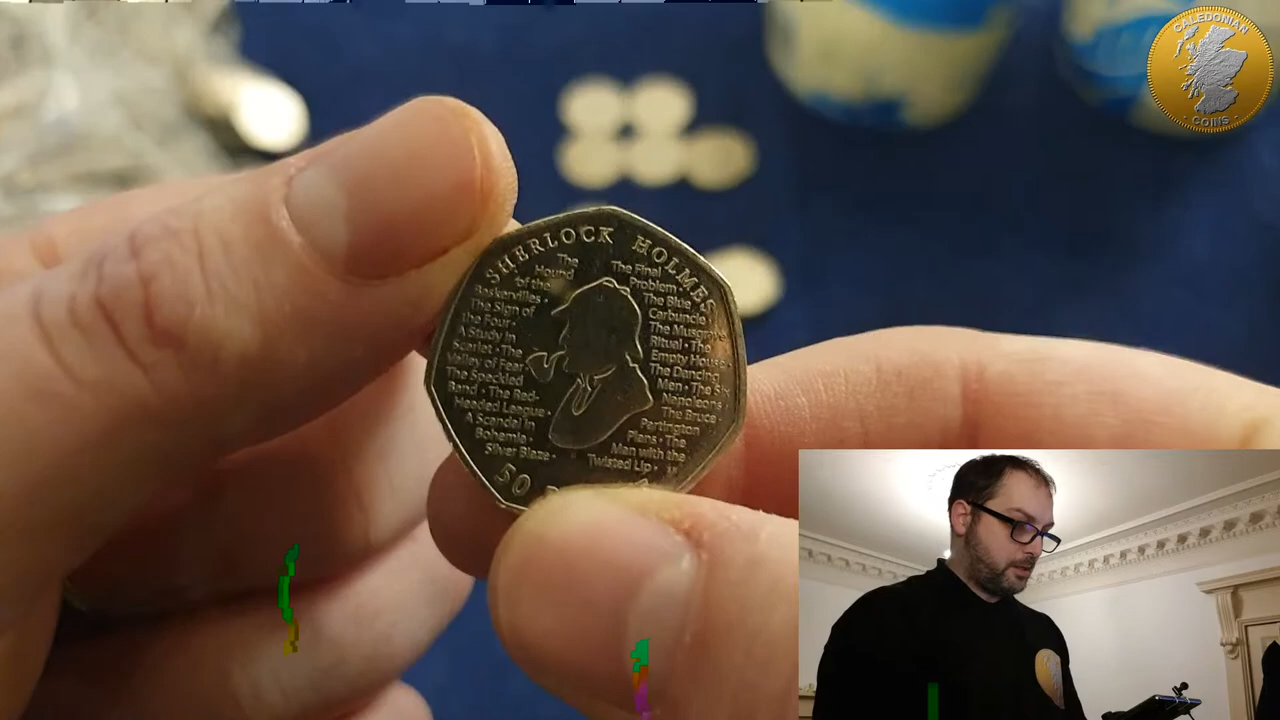 CALEDONIAN
COINS
SHERLOCK HOLMES
The
Hound
of the
Baskervilles •
The Sign of
the Four •
A Study in
Scarlet • The
Valley of Fear
The Speckled
Band • The Red-
Headed League •
A Scandal in
Bohemia •
Silver Blaze •
The Final
Problem •
The Blue
Carbuncle
The Musgrave
Ritual • The
Empty House •
The Dancing
Men • The Six
Napoleons
The Bruce
Partington
Plans • The
Man with the
Twisted Lip •
50